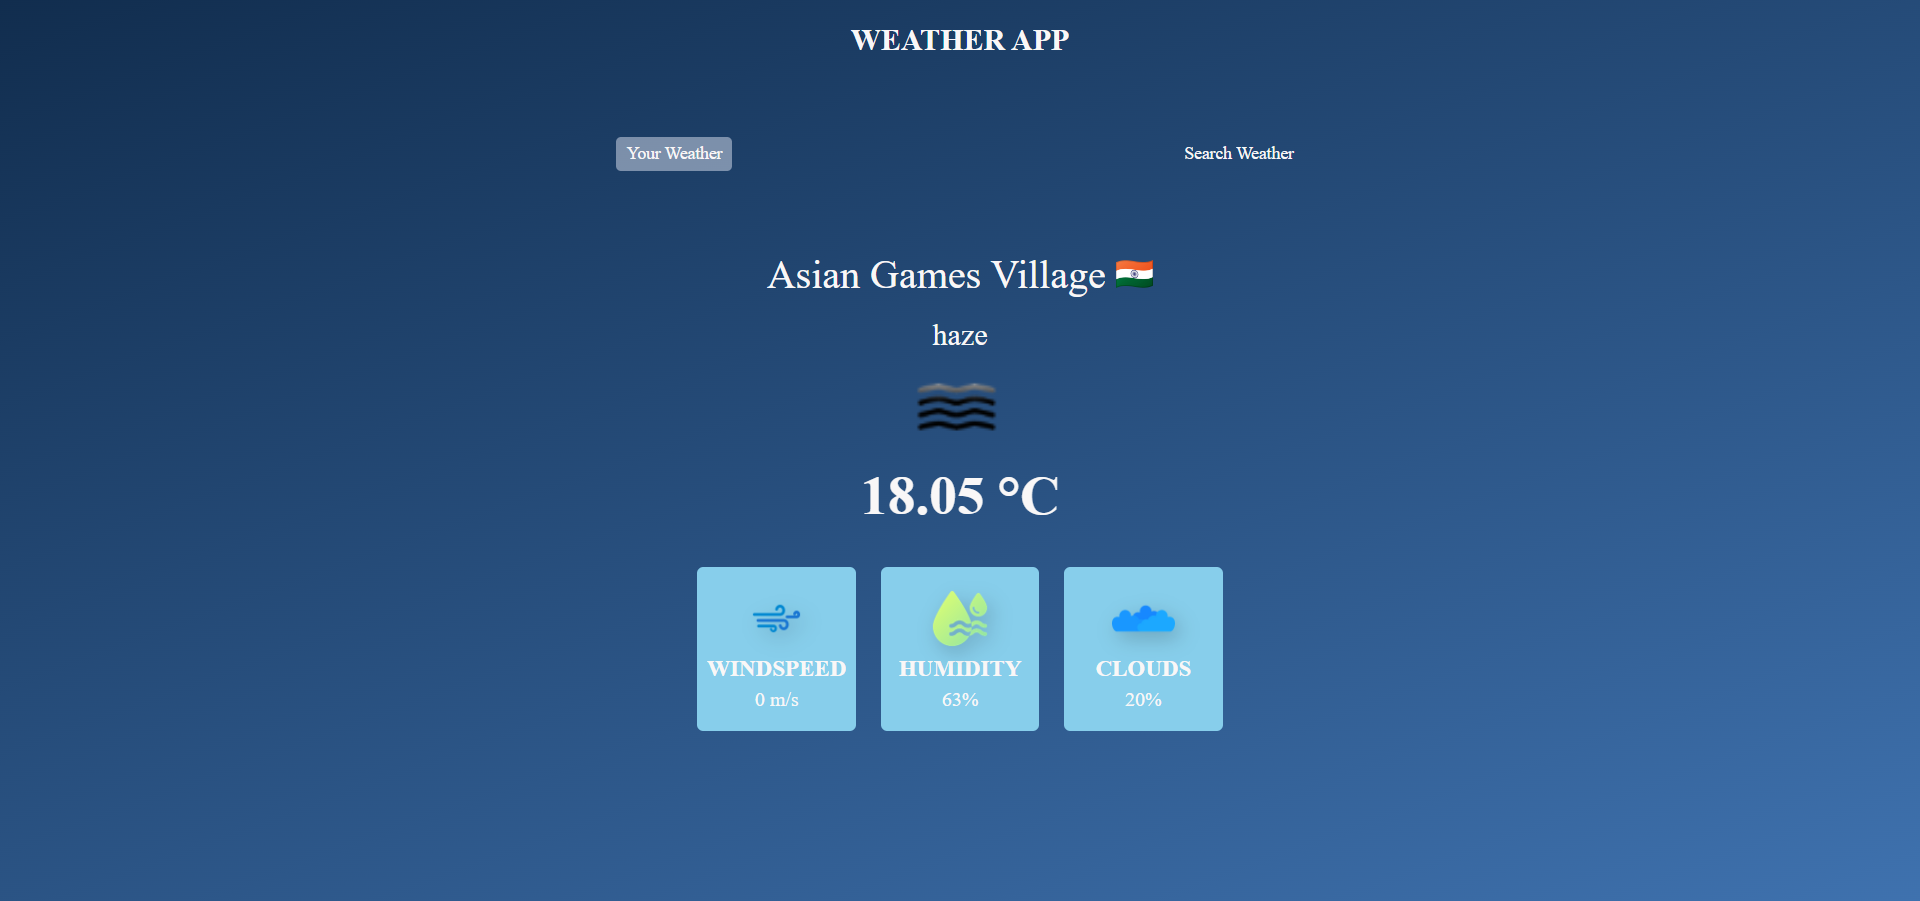 WEATHER APP
Your Weather
Search Weather
Asian Games Village
haze
18.05 °C
WINDSPEED
0 m/s
HUMIDITY
63%
CLOUDS
20%